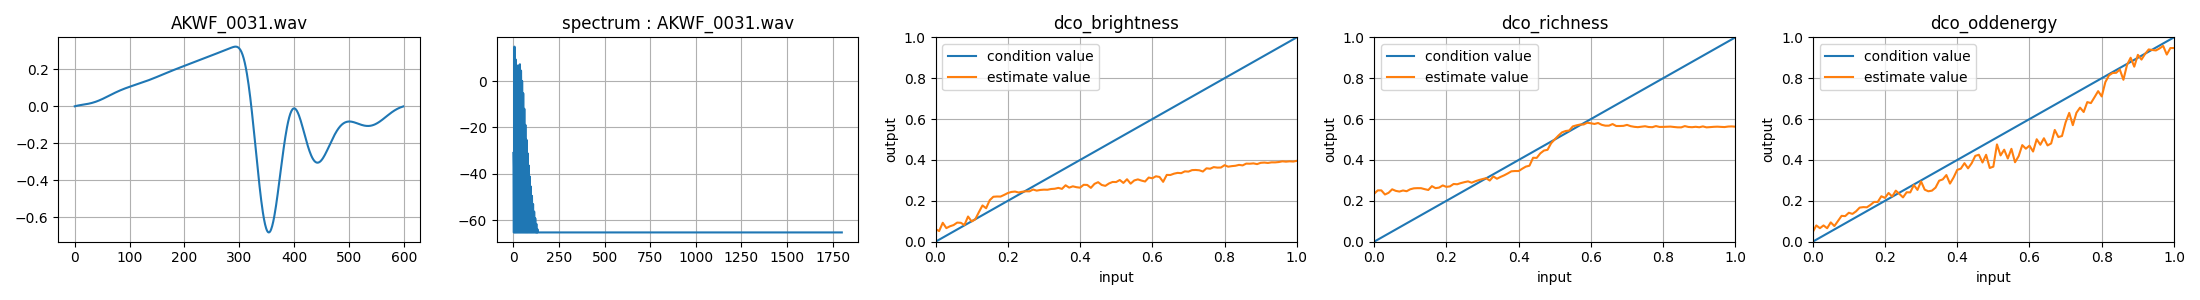 AKWF_0031.wav
0.2
0.0
−0.2
−0.4
−0.6
0 100 200 300 400 500 600
spectrum : AKWF_0031.wav
0
−20
−40
−60
0 250 500 750 1000 1250 1500 1750
dco_brightness
condition value
estimate value
output
1.0
0.8
0.6
0.4
0.2
0.0
0.0 0.2 0.4 0.6 0.8 1.0
input
dco_richness
condition value
estimate value
output
1.0
0.8
0.6
0.4
0.2
0.0
0.0 0.2 0.4 0.6 0.8 1.0
input
dco_oddenergy
condition value
estimate value
output
1.0
0.8
0.6
0.4
0.2
0.0
0.0 0.2 0.4 0.6 0.8 1.0
input